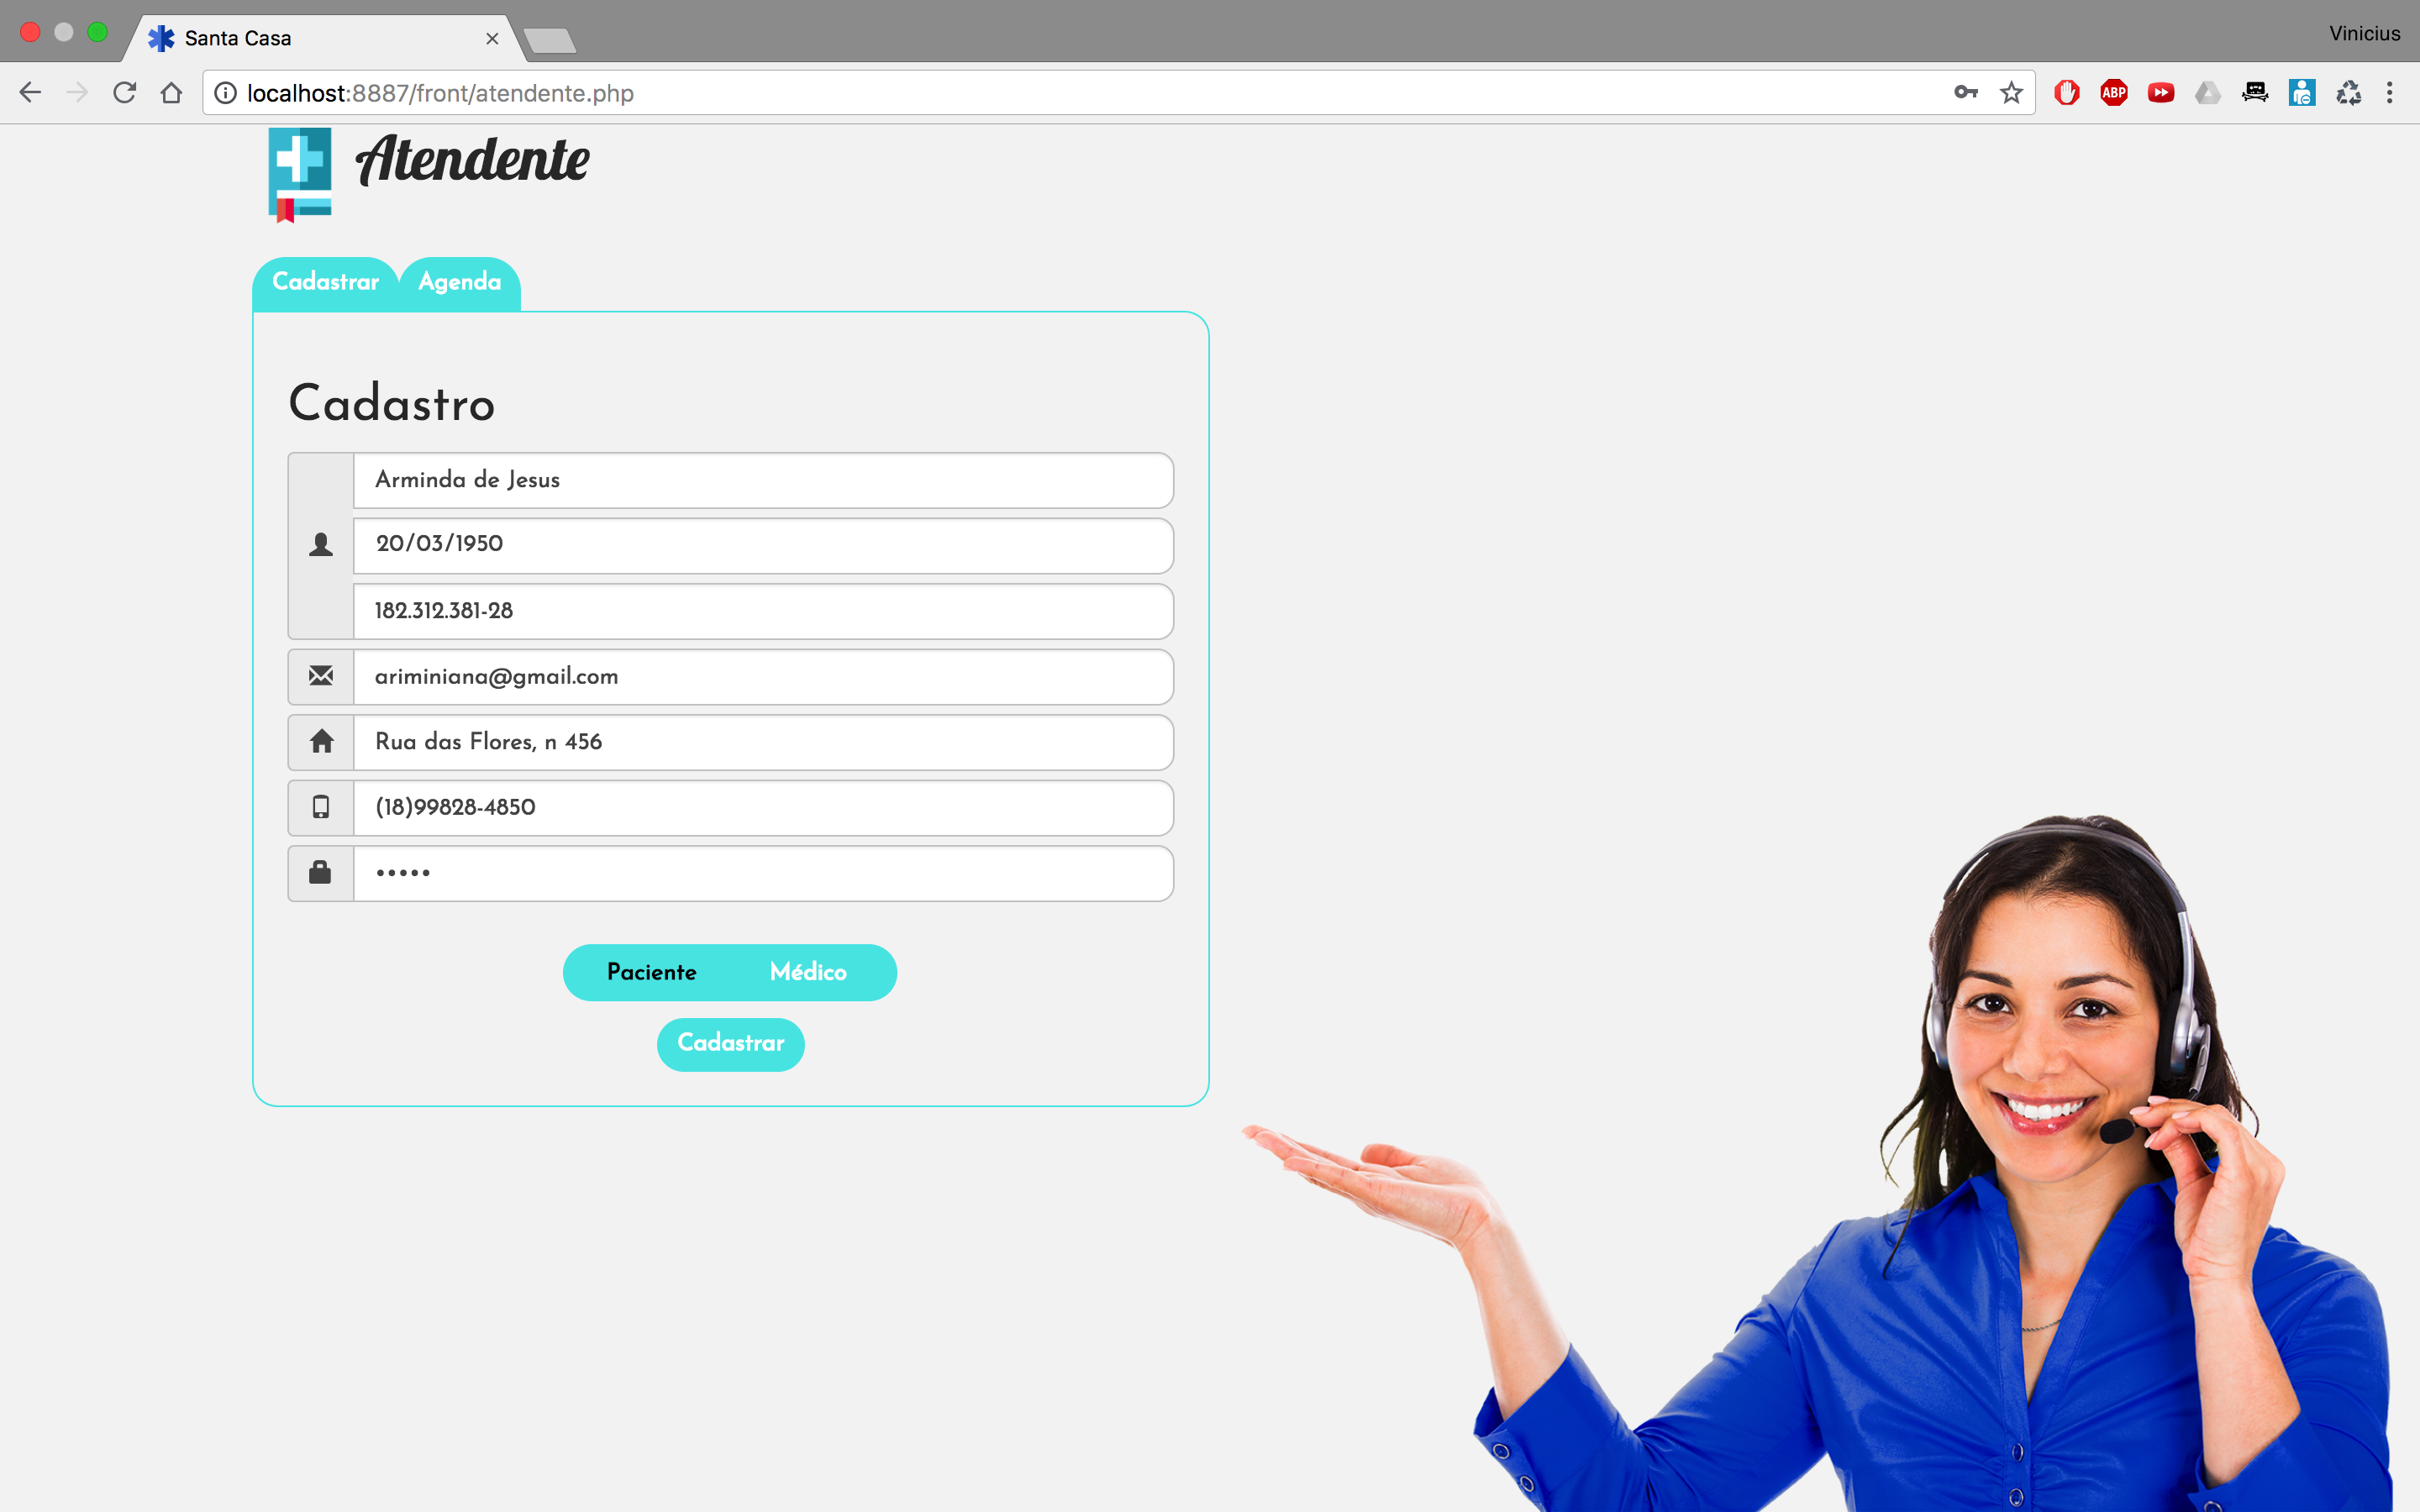 Santa Casa
Vinicius
localhost:8887/front/atendente.php
ABP
Atendente
Cadastrar
Agenda
Cadastro
Arminda de Jesus
20/03/1950
182.312.381-28
ariminiana@gmail.com
Rua das Flores, n 456
(18)99828-4850
•••••
Paciente
Médico
Cadastrar